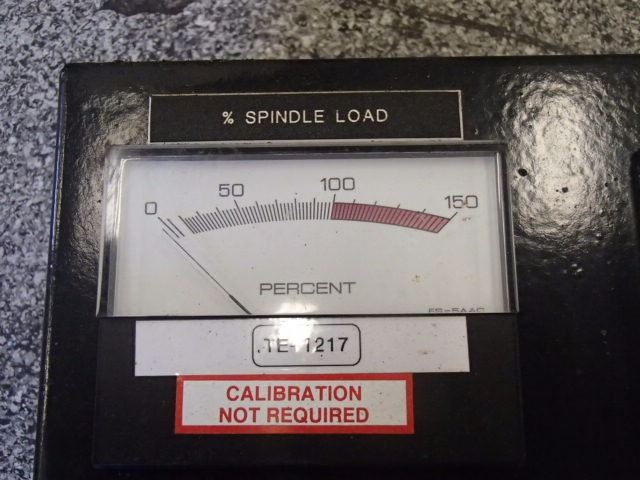 % SPINDLE LOAD
0 50 100 150
PERCENT
TE-1217
CALIBRATION
NOT REQUIRED